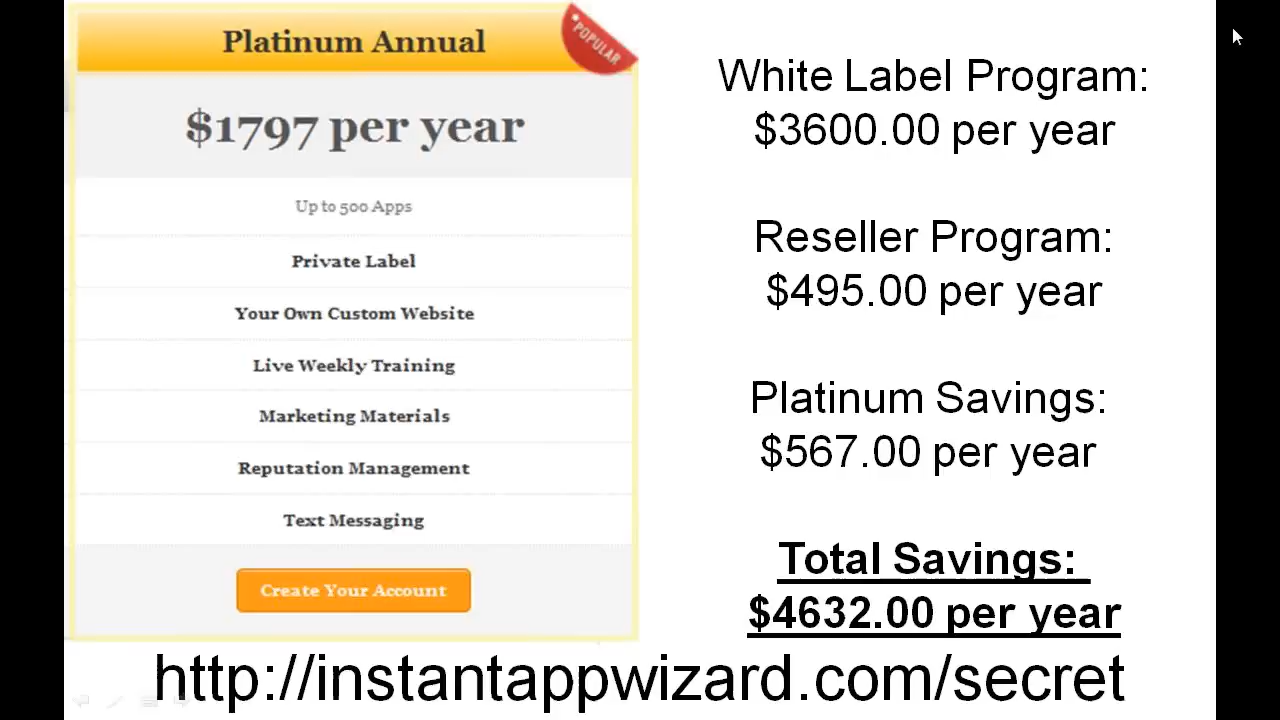 Platinum Annual
POPULAR
$1797 per year
Up to 500 Apps
Private Label
Your Own Custom Website
Live Weekly Training
Marketing Materials
Reputation Management
Text Messaging
Create Your Account
White Label Program:
$3600.00 per year
Reseller Program:
$495.00 per year
Platinum Savings:
$567.00 per year
Total Savings:
$4632.00 per year
http://instantappwizard.com/secret